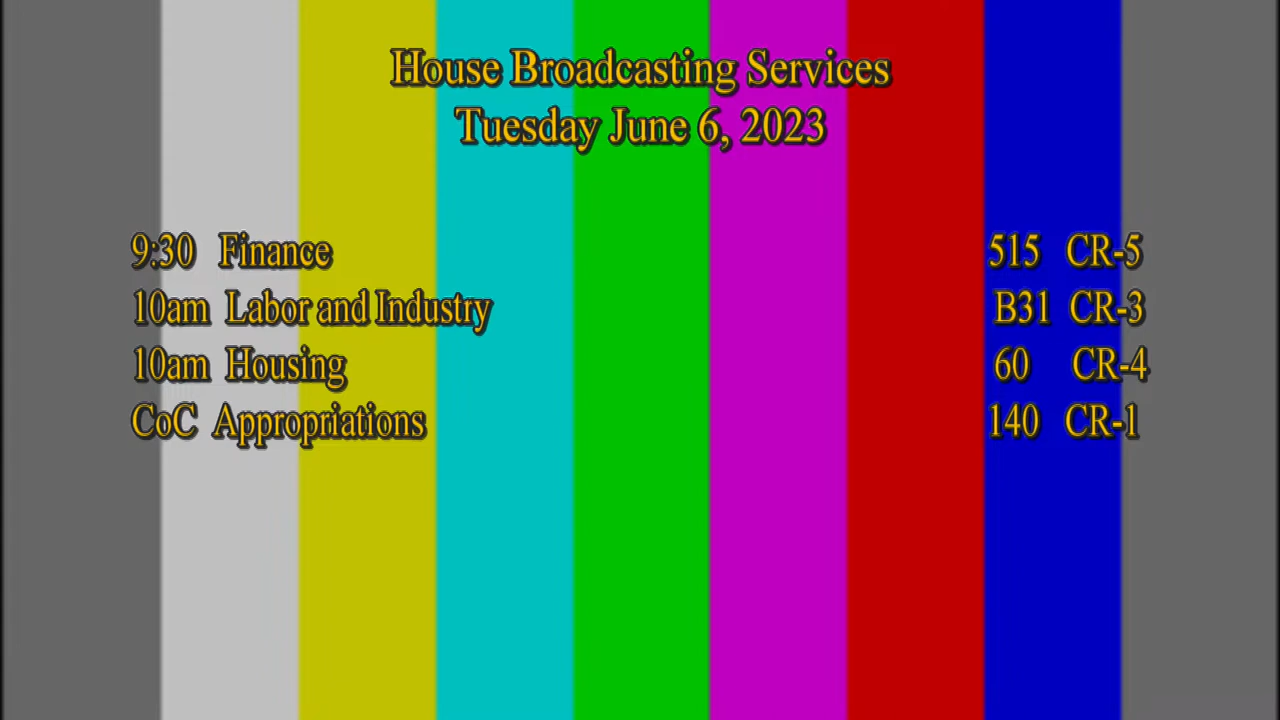 House Broadcasting Services
Tuesday June 6, 2023
9:30 Finance 515 CR-5
10am Labor and Industry B31 CR-3
10am Housing 60 CR-4
CoC Appropriations 140 CR-1